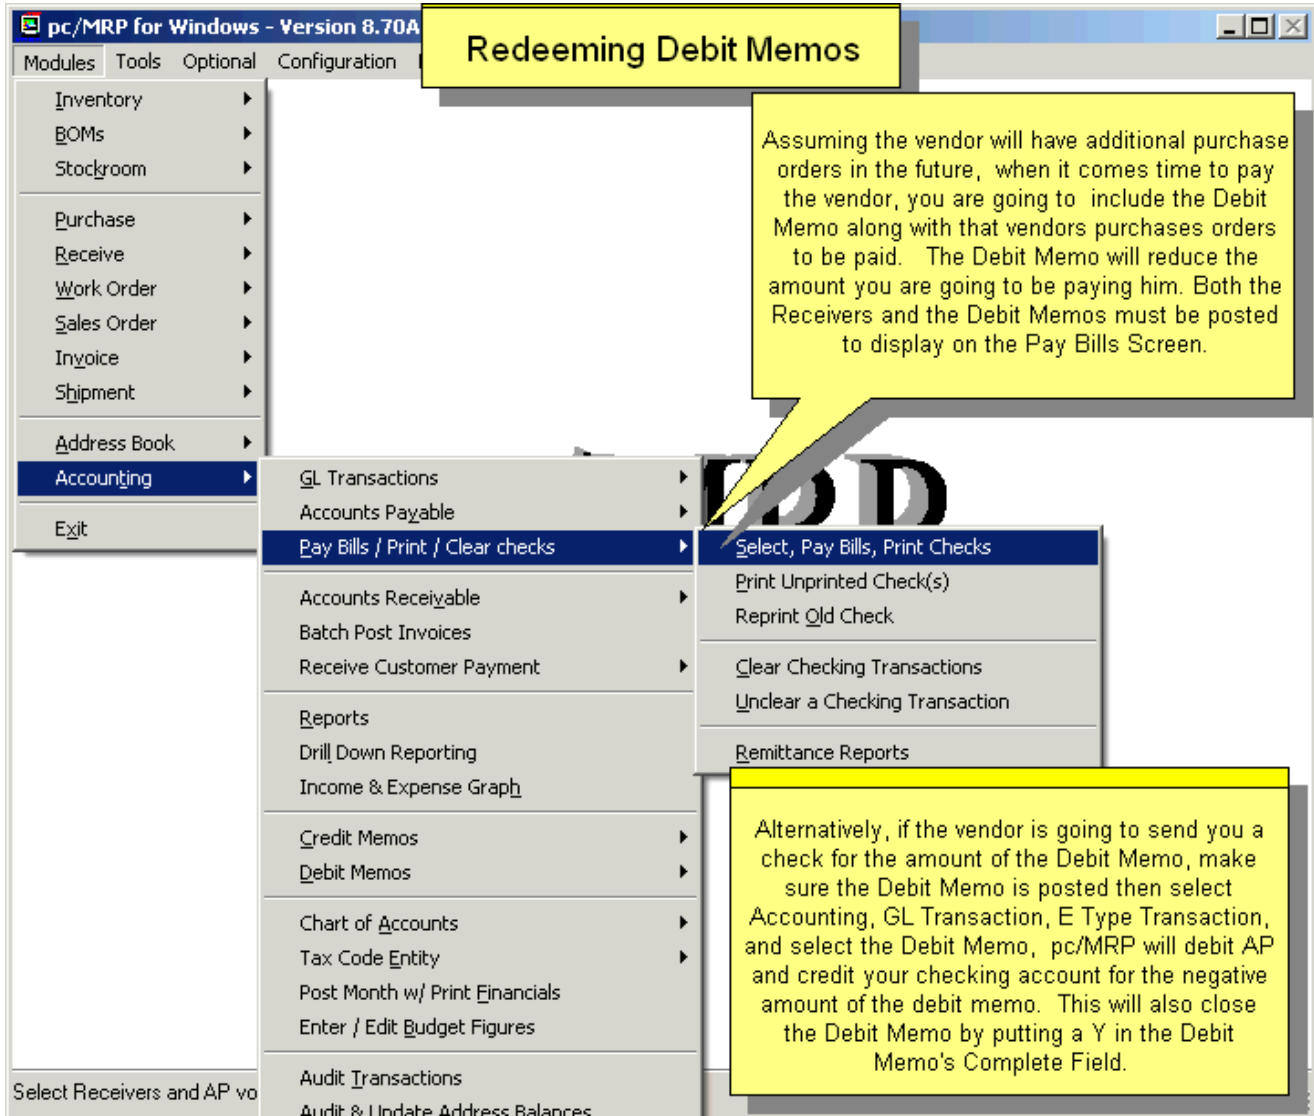 pc/MRP for Windows - Version 8.70A
Redeeming Debit Memos
Modules Tools Optional Configuration
Inventory
BOMs
Stockroom
Purchase
Receive
Work Order
Sales Order
Invoice
Shipment
Address Book
Accounting
Exit
Assuming the vendor will have additional purchase
orders in the future, when it comes time to pay
the vendor, you are going to include the Debit
Memo along with that vendors purchases orders
to be paid. The Debit Memo will reduce the
amount you are going to be paying him. Both the
Receivers and the Debit Memos must be posted
to display on the Pay Bills Screen.
GL Transactions
Accounts Payable
Pay Bills / Print / Clear checks
Accounts Receivable
Batch Post Invoices
Receive Customer Payment
Reports
Drill Down Reporting
Income & Expense Graph
Credit Memos
Debit Memos
Chart of Accounts
Tax Code Entity
Post Month w/ Print Financials
Enter / Edit Budget Figures
Audit Transactions
Audit & Update Address Balances
Select, Pay Bills, Print Checks
Print Unprinted Check(s)
Reprint Old Check
Clear Checking Transactions
Unclear a Checking Transaction
Remittance Reports
Alternatively, if the vendor is going to send you a
check for the amount of the Debit Memo, make
sure the Debit Memo is posted then select
Accounting, GL Transaction, E Type Transaction,
and select the Debit Memo, pc/MRP will debit AP
and credit your checking account for the negative
amount of the debit memo. This will also close
the Debit Memo by putting a Y in the Debit
Memo's Complete Field.
Select Receivers and AP vo